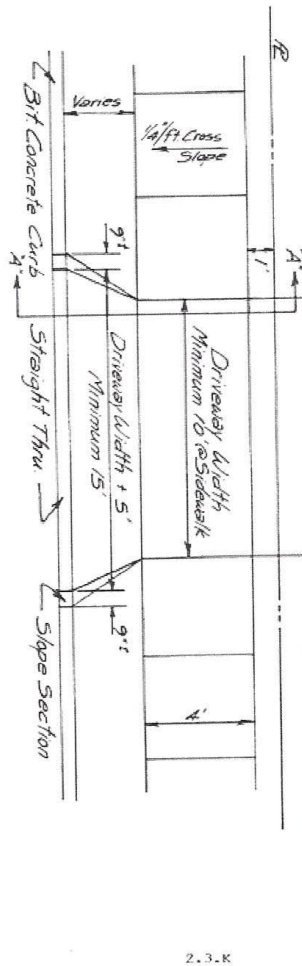 PL
1'
"A"
1/4"/ft. Cross
Slope
Varies
9"±
Bit. Concrete Curb
"A"
Driveway Width
Minimum 10' @ Sidewalk
Driveway Width + 5'
Minimum 15'
Straight Thru
9"±
Slope Section
4'
2.3.K